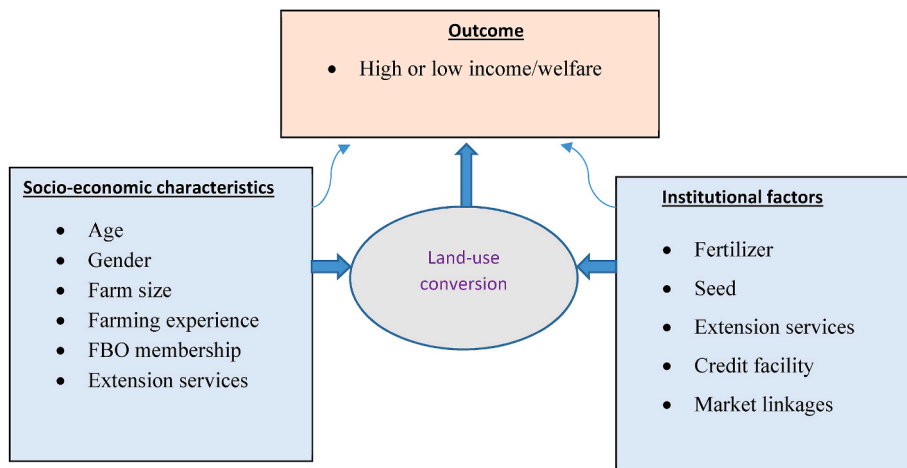 Outcome
• High or low income/welfare
Socio-economic characteristics
• Age
• Gender
• Farm size
• Farming experience
• FBO membership
• Extension services
Land-use
conversion
Institutional factors
• Fertilizer
• Seed
• Extension services
• Credit facility
• Market linkages